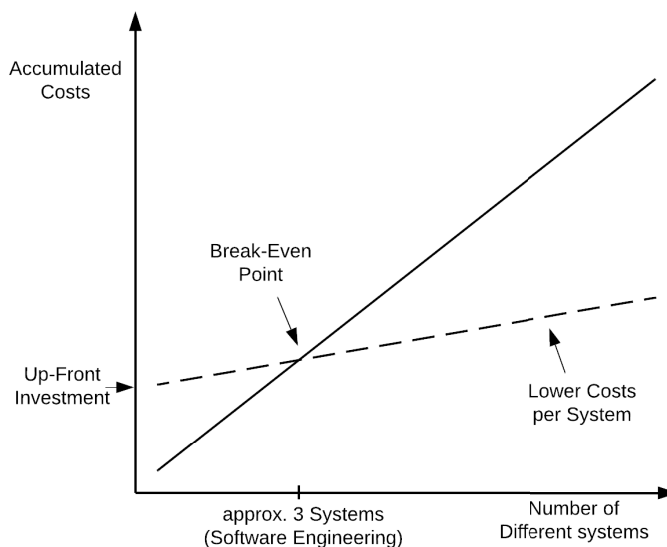 Accumulated
Costs
Break-Even
Point
Up-Front
Investment
Lower Costs
per System
approx. 3 Systems
(Software Engineering)
Number of
Different systems